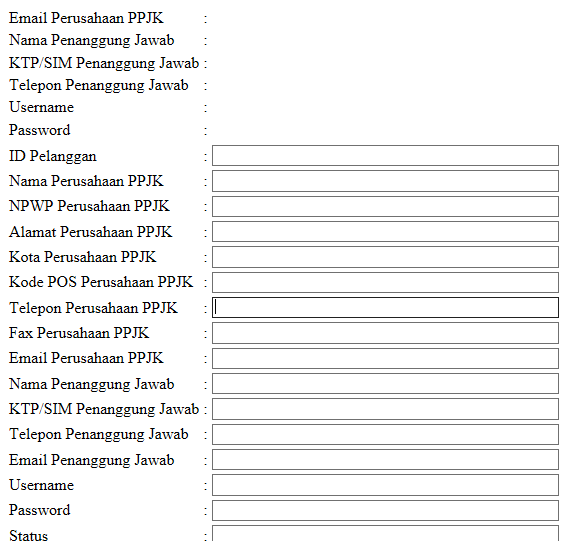 Email Perusahaan PPJK :
Nama Penanggung Jawab :
KTP/SIM Penanggung Jawab :
Telepon Penanggung Jawab :
Username :
Password :
ID Pelanggan :
Nama Perusahaan PPJK :
NPWP Perusahaan PPJK :
Alamat Perusahaan PPJK :
Kota Perusahaan PPJK :
Kode POS Perusahaan PPJK :
Telepon Perusahaan PPJK :
Fax Perusahaan PPJK :
Email Perusahaan PPJK :
Nama Penanggung Jawab :
KTP/SIM Penanggung Jawab :
Telepon Penanggung Jawab :
Email Penanggung Jawab :
Username :
Password :
Status :